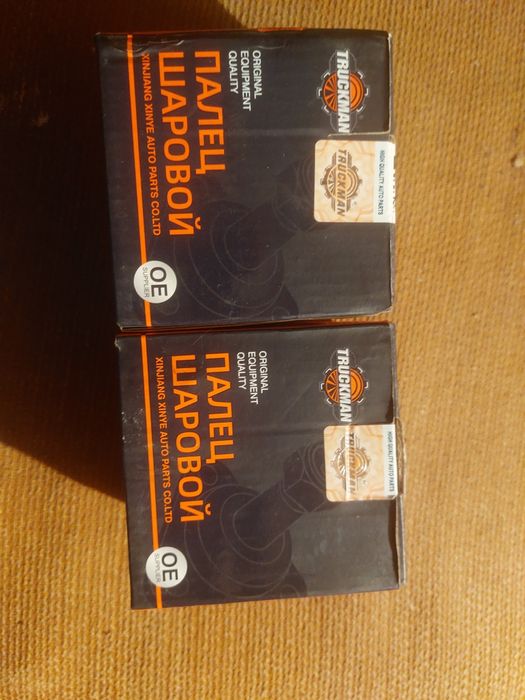 TRUCKMAN
TRUCKMAN
HIGH QUALITY AUTO PARTS
ORIGINAL
EQUIPMENT
QUALITY
ПАЛЕЦ
ШАРОВОЙ
XINJIANG XINYE AUTO PARTS CO.LTD
OE
SUPPLIER
TRUCKMAN
TRUCKMAN
HIGH QUALITY AUTO PARTS
ORIGINAL
EQUIPMENT
QUALITY
ПАЛЕЦ
ШАРОВОЙ
XINJIANG XINYE AUTO PARTS CO.LTD
OE
SUPPLIER